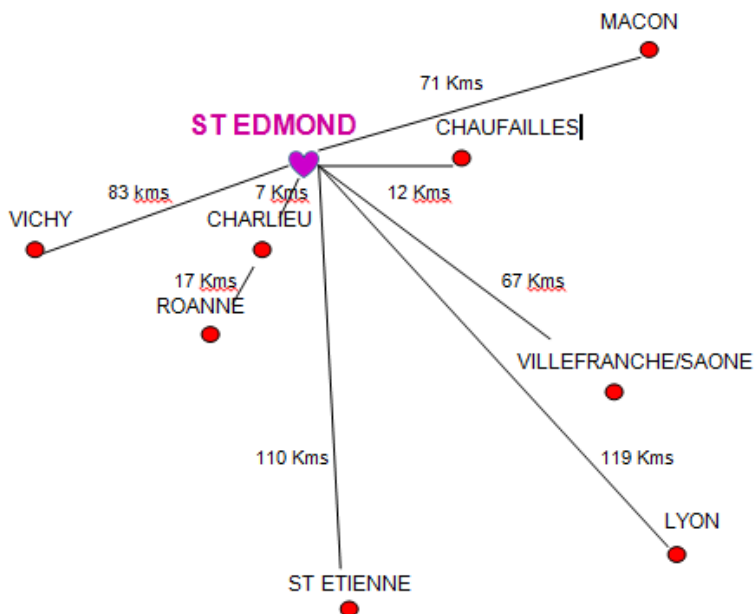 MACON
71 Kms
ST EDMOND
CHAUFAILLES
83 kms
7 Kms
12 Kms
VICHY
CHARLIEU
17 Kms
67 Kms
ROANNE
VILLEFRANCHE/SAONE
110 Kms
119 Kms
LYON
ST ETIENNE